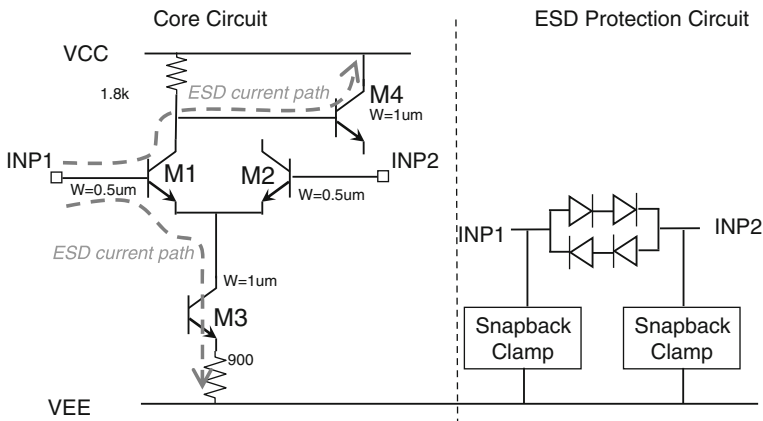 Core Circuit
ESD Protection Circuit
VCC
1.8k
ESD current path
M4
W=1um
INP1
M1
M2
INP2
W=0.5um
W=0.5um
ESD current path
W=1um
M3
900
VEE
INP1
INP2
Snapback
Clamp
Snapback
Clamp